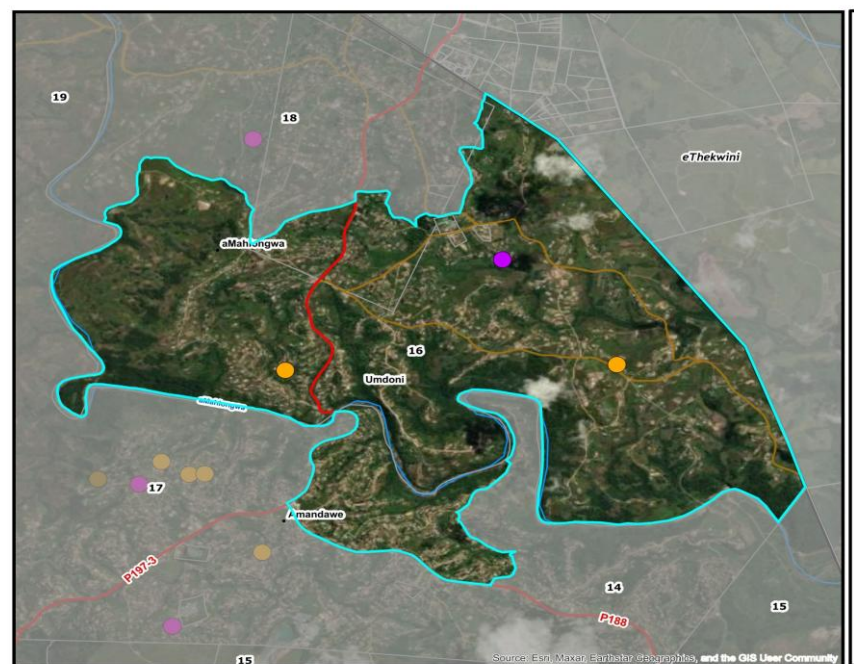 19
18
eThekwini
aMahlongwa
16
Umdoni
aMahlongwa
17
Amandawe
P197-3
14
15
P188
15
Source: Esri, Maxar, Earthstar Geographics, and the GIS User Community